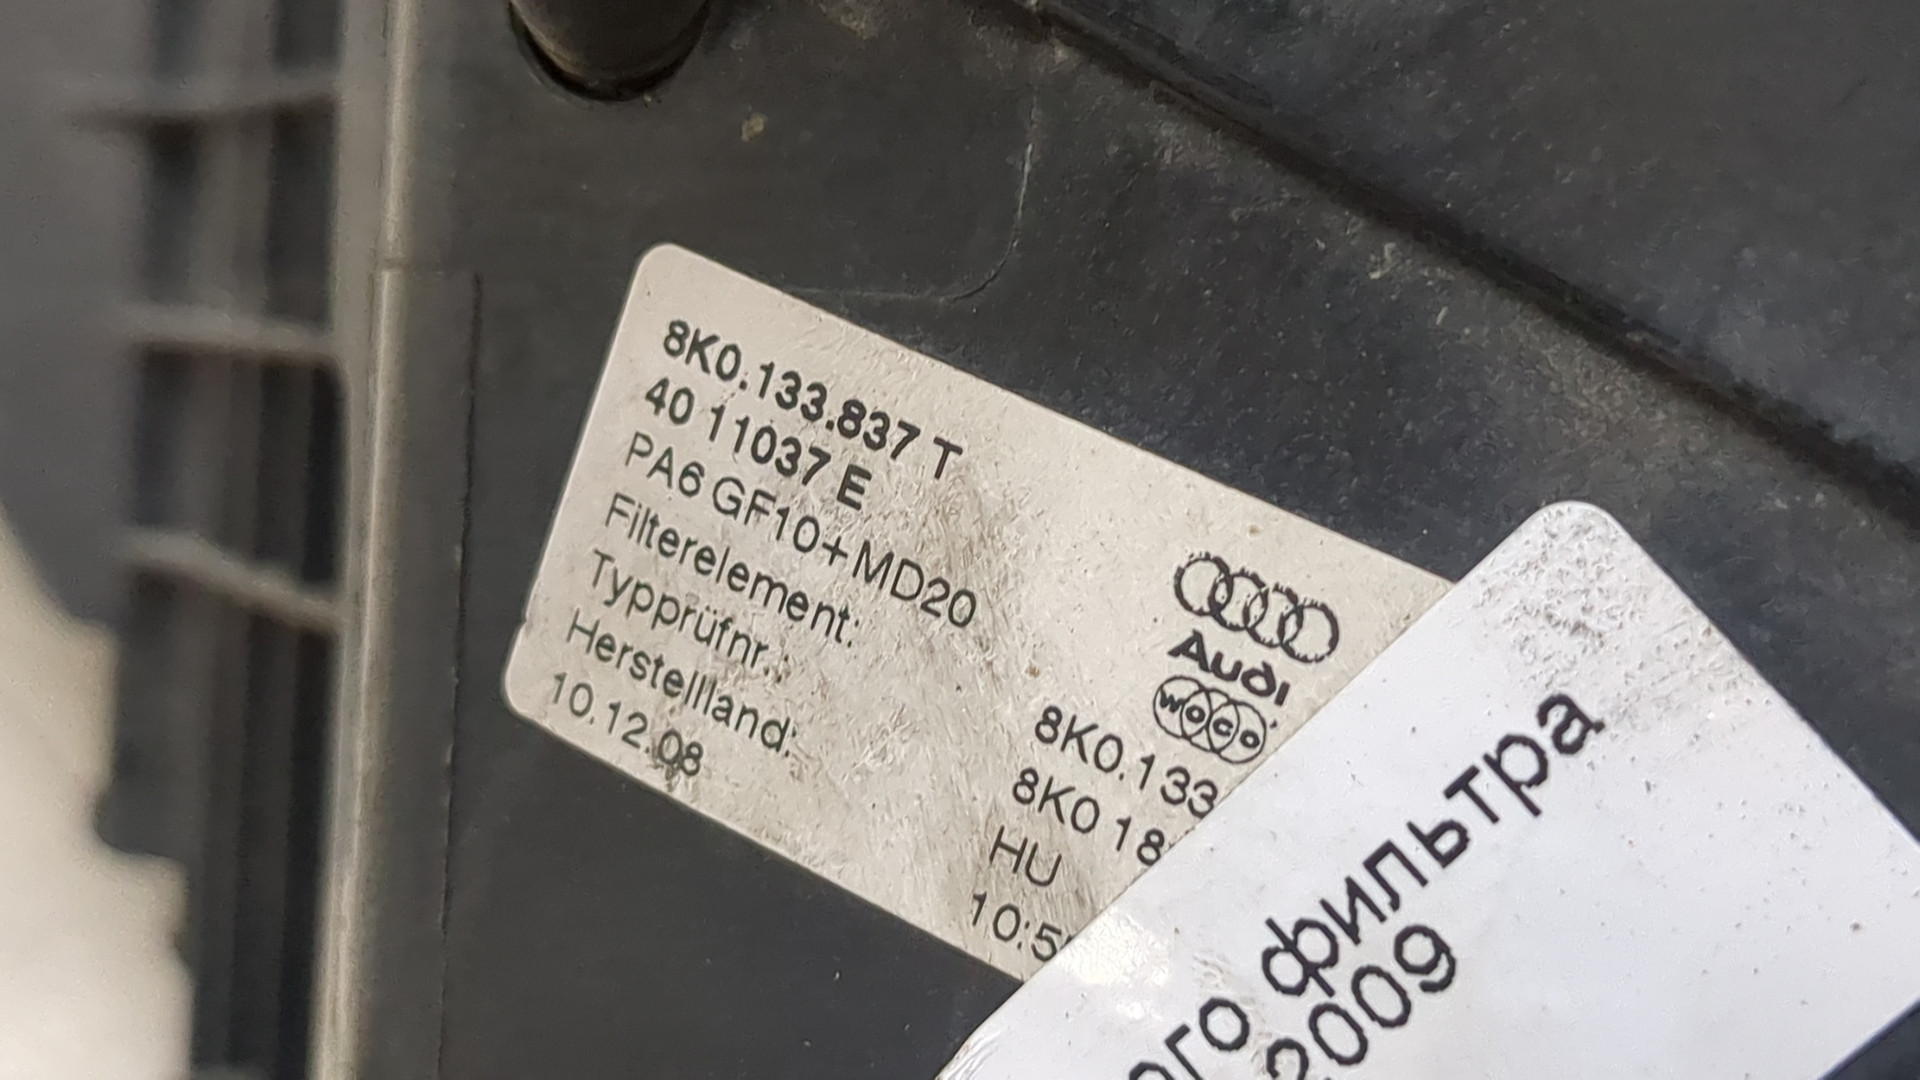 8K0.133.837 T
40 11037 E
PA6 GF10+MD20
Filterelement:
Typprüfnr.:
Herstellland:
10.12.08
Audi
woco
8K0.133
8K0 18
HU
10:5
фильтра
2009